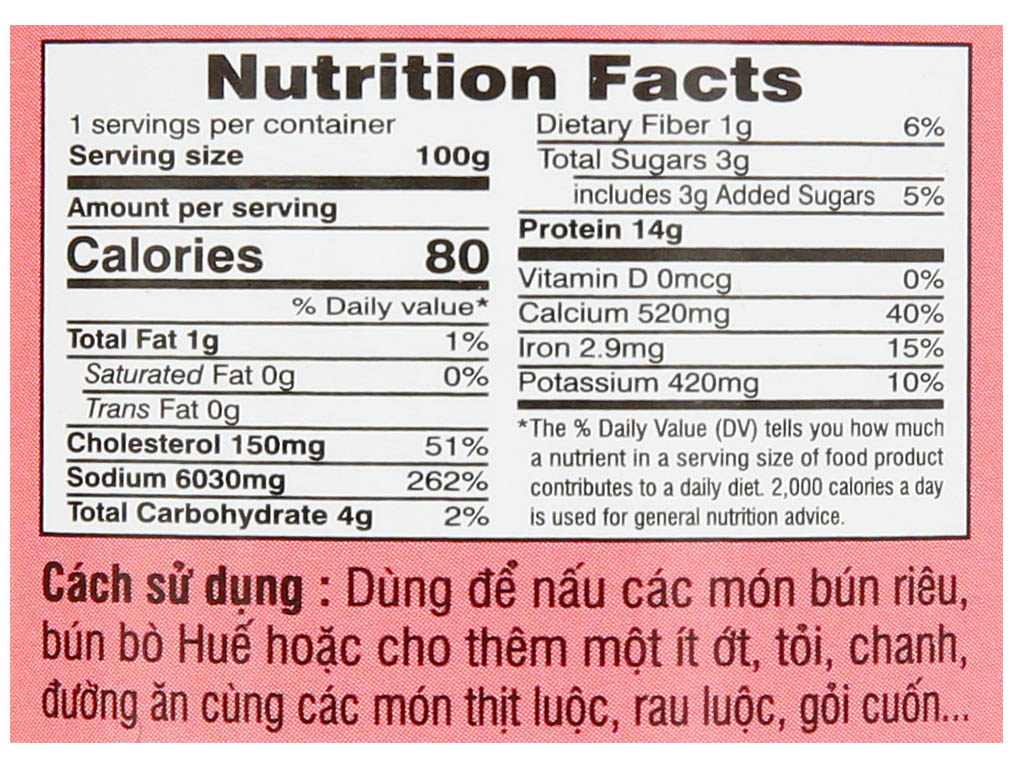 Nutrition Facts
1 servings per container
Serving size 100g
Amount per serving
Calories 80
% Daily value*
Total Fat 1g 1%
Saturated Fat 0g 0%
Trans Fat 0g
Cholesterol 150mg 51%
Sodium 6030mg 262%
Total Carbohydrate 4g 2%
Dietary Fiber 1g 6%
Total Sugars 3g
includes 3g Added Sugars 5%
Protein 14g
Vitamin D 0mcg 0%
Calcium 520mg 40%
Iron 2.9mg 15%
Potassium 420mg 10%
*The % Daily Value (DV) tells you how much
a nutrient in a serving size of food product
contributes to a daily diet. 2,000 calories a day
is used for general nutrition advice.
Cách sử dụng : Dùng để nấu các món bún riêu,
bún bò Huế hoặc cho thêm một ít ớt, tỏi, chanh,
đường ăn cùng các món thịt luộc, rau luộc, gỏi cuốn...